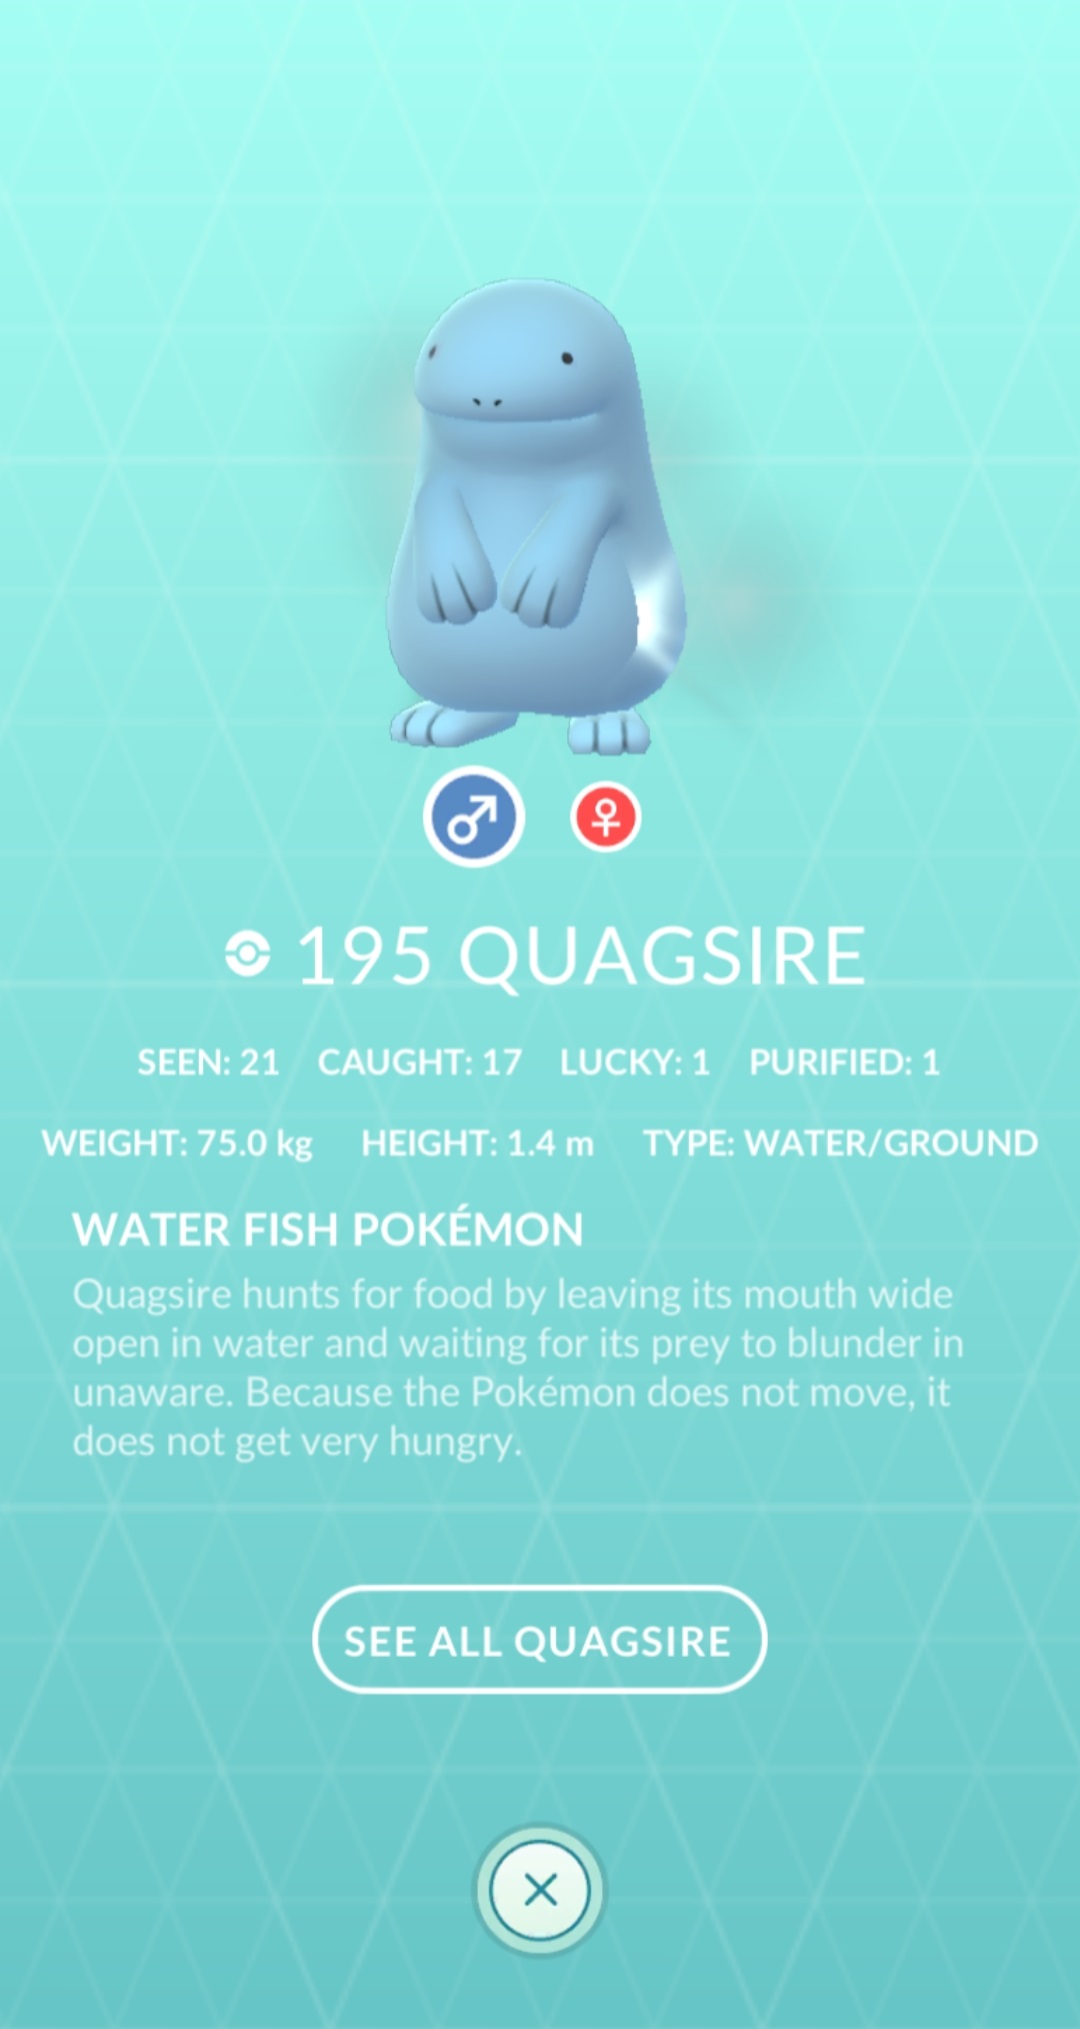 195 QUAGSIRE
SEEN: 21 CAUGHT: 17 LUCKY: 1 PURIFIED: 1
WEIGHT: 75.0 kg HEIGHT: 1.4 m TYPE: WATER/GROUND
WATER FISH POKÉMON
Quagsire hunts for food by leaving its mouth wide
open in water and waiting for its prey to blunder in
unaware. Because the Pokémon does not move, it
does not get very hungry.
SEE ALL QUAGSIRE